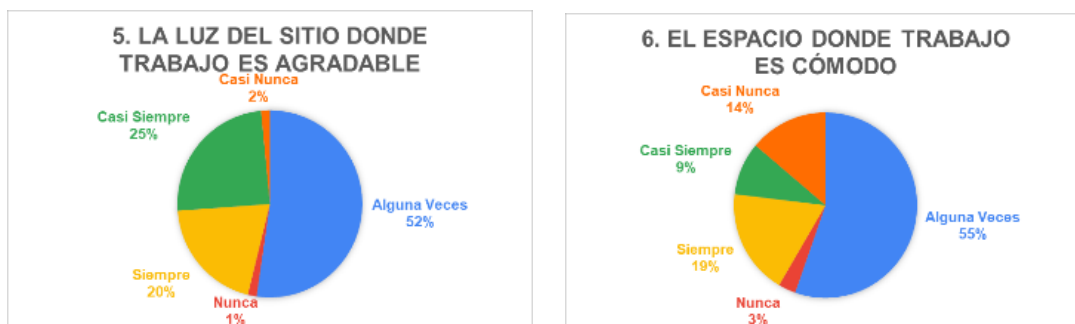 5. LA LUZ DEL SITIO DONDE
TRABAJO ES AGRADABLE
Casi Nunca
2%
Casi Siempre
25%
Alguna Veces
52%
Siempre
20%
Nunca
1%
6. EL ESPACIO DONDE TRABAJO
ES CÓMODO
Casi Nunca
14%
Casi Siempre
9%
Alguna Veces
55%
Siempre
19%
Nunca
3%